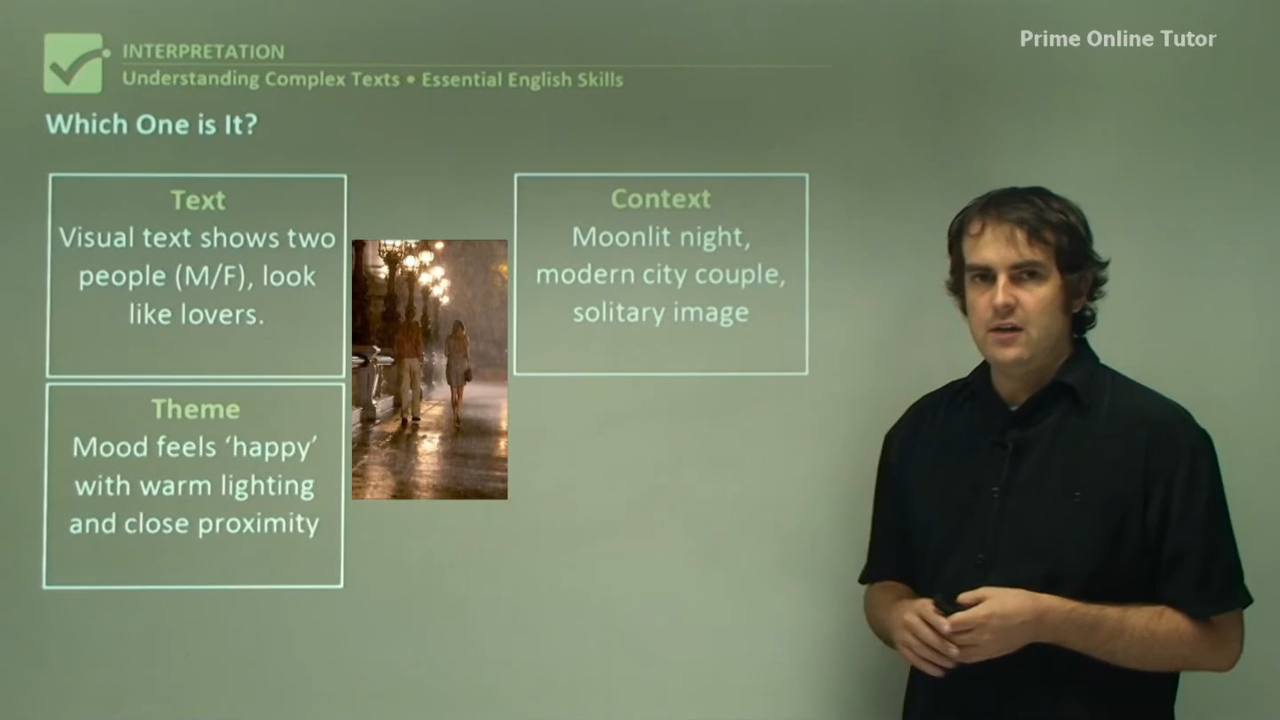 Prime Online Tutor
INTERPRETATION
Understanding Complex Texts • Essential English Skills
Which One is It?
Text
Visual text shows two
people (M/F), look
like lovers.
Context
Moonlit night,
modern city couple,
solitary image
Theme
Mood feels ‘happy’
with warm lighting
and close proximity